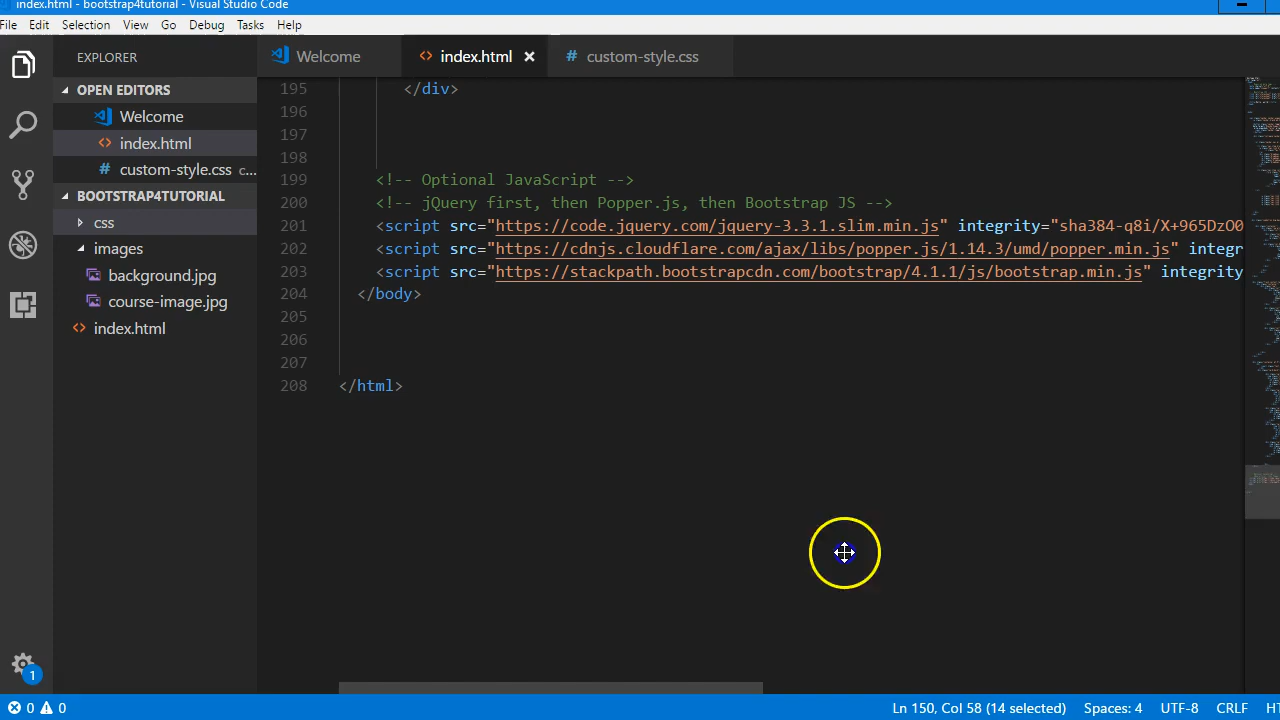 index.html - bootstrap4tutorial - Visual Studio Code
File Edit Selection View Go Debug Tasks Help
EXPLORER
Welcome index.html custom-style.css
OPEN EDITORS
Welcome
index.html
custom-style.css c...
BOOTSTRAP4TUTORIAL
css
images
background.jpg
course-image.jpg
index.html
195 </div>
196
197
198
199 <!-- Optional JavaScript -->
200 <!-- jQuery first, then Popper.js, then Bootstrap JS -->
201 <script src="https://code.jquery.com/jquery-3.3.1.slim.min.js" integrity="sha384-q8i/X+965DzO0
202 <script src="https://cdnjs.cloudflare.com/ajax/libs/popper.js/1.14.3/umd/popper.min.js" integr
203 <script src="https://stackpath.bootstrapcdn.com/bootstrap/4.1.1/js/bootstrap.min.js" integrity
204 </body>
205
206
207
208 </html>
1
0 0 Ln 150, Col 58 (14 selected) Spaces: 4 UTF-8 CRLF HT